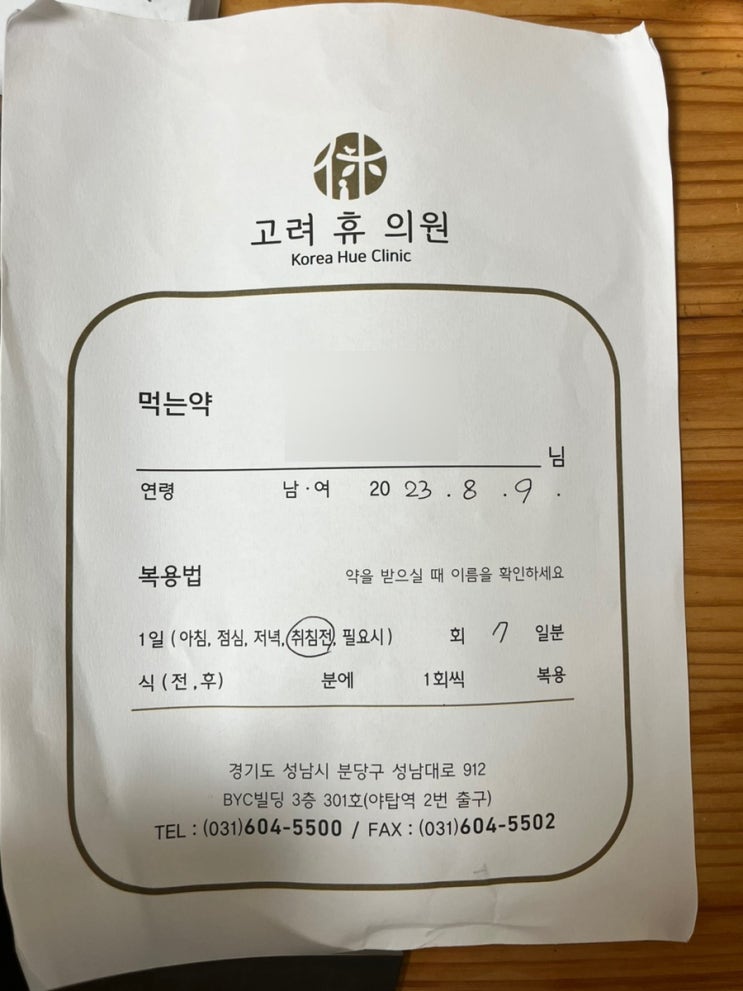 고려 휴 의원
Korea Hue Clinic
먹는약
님
연령 남·여 20 23 . 8 . 9 .
복용법 약을 받으실 때 이름을 확인하세요
1일 (아침, 점심, 저녁, 취침전, 필요시) 회 7 일분
식 (전,후) 분에 1회씩 복용
경기도 성남시 분당구 성남대로 912
BYC빌딩 3층 301호(야탑역 2번 출구)
TEL : (031)604-5500 / FAX : (031)604-5502